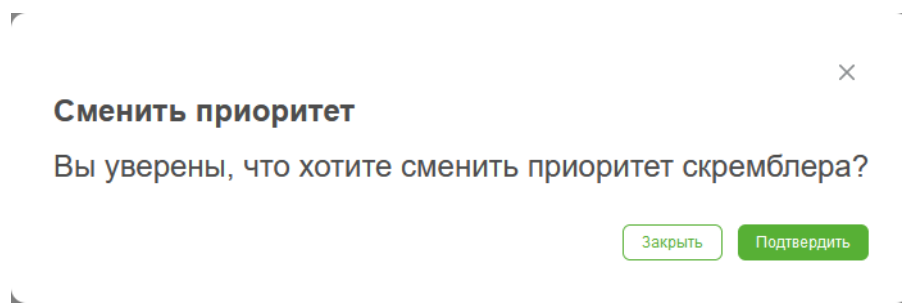 Сменить приоритет
Вы уверены, что хотите сменить приоритет скремблера?
Закрыть Подтвердить